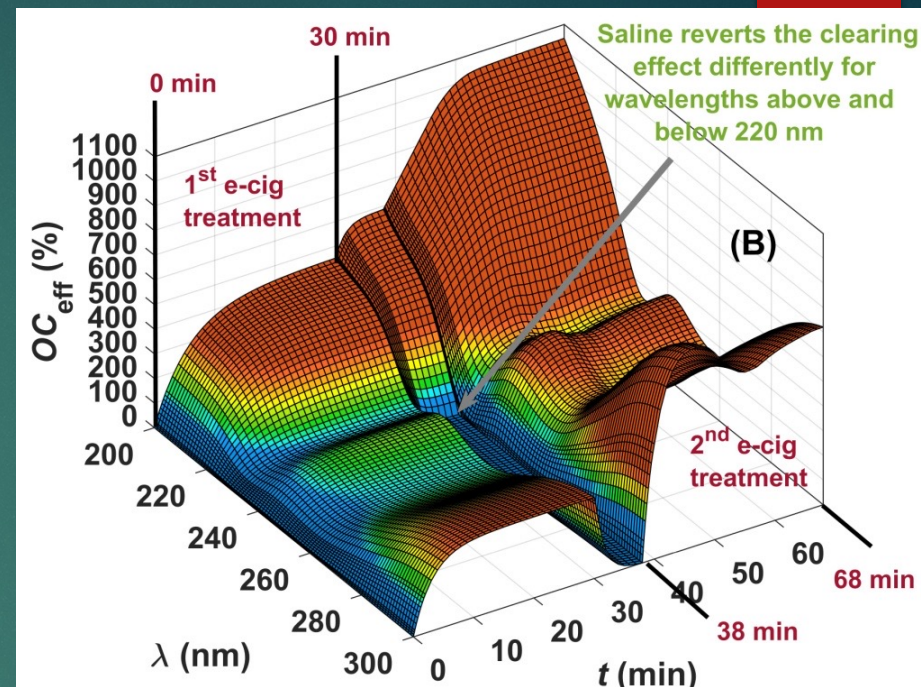 30 min
0 min
Saline reverts the clearing
effect differently for
wavelengths above and
below 220 nm
1st e-cig
treatment
(B)
1100
1000
900
800
700
600
500
400
300
200
100
0
OCeff (%)
2nd e-cig
treatment
200
220
240
260
280
300
λ (nm)
0
10
20
30
40
50
60
t (min)
38 min
68 min